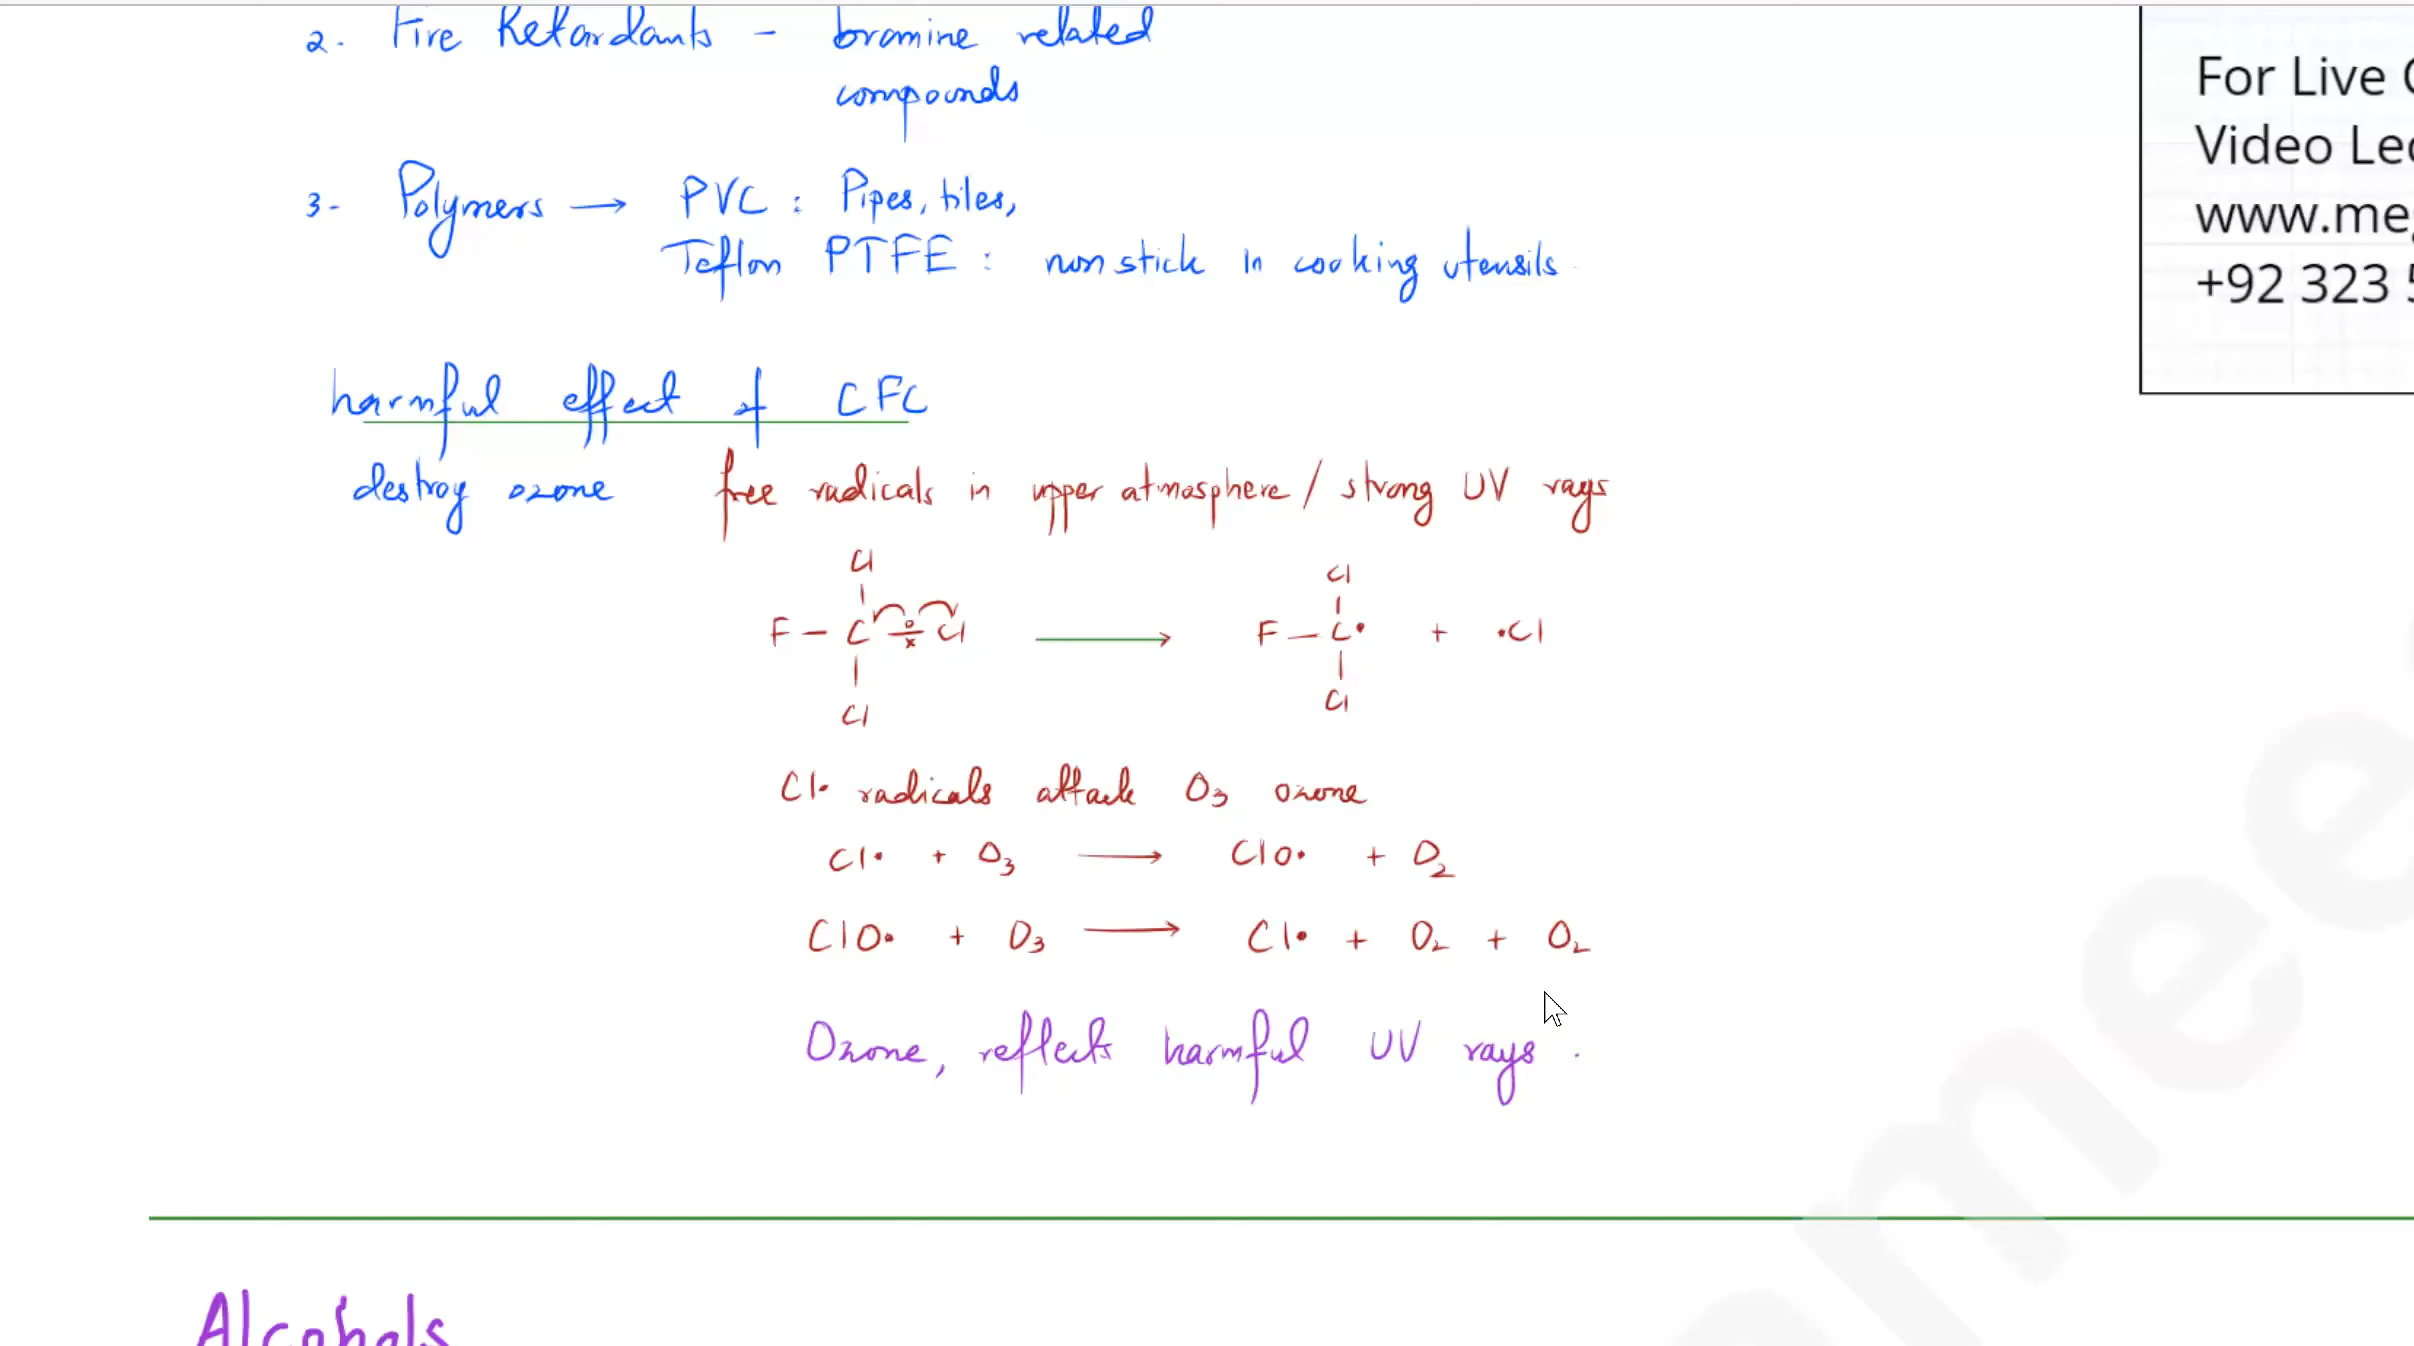 2. Fire Retardants - bromine related
compounds
3- Polymers → PVC : Pipes, tiles,
Teflon PTFE : non stick in cooking utensils
For Live
Video Le
www.me
+92 323
harmful effect of CFC
destroy ozone free radicals in upper atmosphere / strong UV rays
Cl Cl
F - C - Cl → F - C• + •Cl
Cl Cl
Cl• radicals attack O3 ozone
Cl• + O3 → ClO• + O2
ClO• + O3 → Cl• + O2 + O2
Ozone, reflects harmful UV rays.
Alcohols